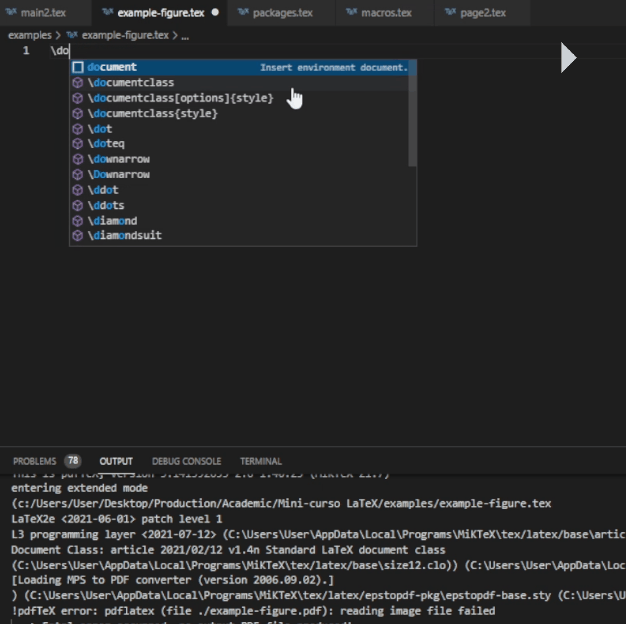 main2.tex example-figure.tex packages.tex macros.tex page2.tex
examples > example-figure.tex > ...
1 \do
document Insert environment document.
\documentclass
\documentclass[options]{style}
\documentclass{style}
\dot
\doteq
\downarrow
\Downarrow
\ddot
\ddots
\diamond
\diamondsuit
PROBLEMS 78 OUTPUT DEBUG CONSOLE TERMINAL
entering extended mode
(c:/Users/User/Desktop/Production/Academic/Mini-curso LaTeX/examples/example-figure.tex
LaTeX2e <2021-06-01> patch level 1
L3 programming layer <2021-07-12> (C:\Users\User\AppData\Local\Programs\MiKTeX\tex/latex/base\artic
Document Class: article 2021/02/12 v1.4n Standard LaTeX document class
(C:\Users\User\AppData\Local\Programs\MiKTeX\tex/latex/base\size12.clo)) (C:\Users\User\AppData\Loc
[Loading MPS to PDF converter (version 2006.09.02).]
) (C:\Users\User\AppData\Local\Programs\MiKTeX\tex/latex/epstopdf-pkg\epstopdf-base.sty (C:\Users\U
!pdfTeX error: pdflatex (file ./example-figure.pdf): reading image file failed